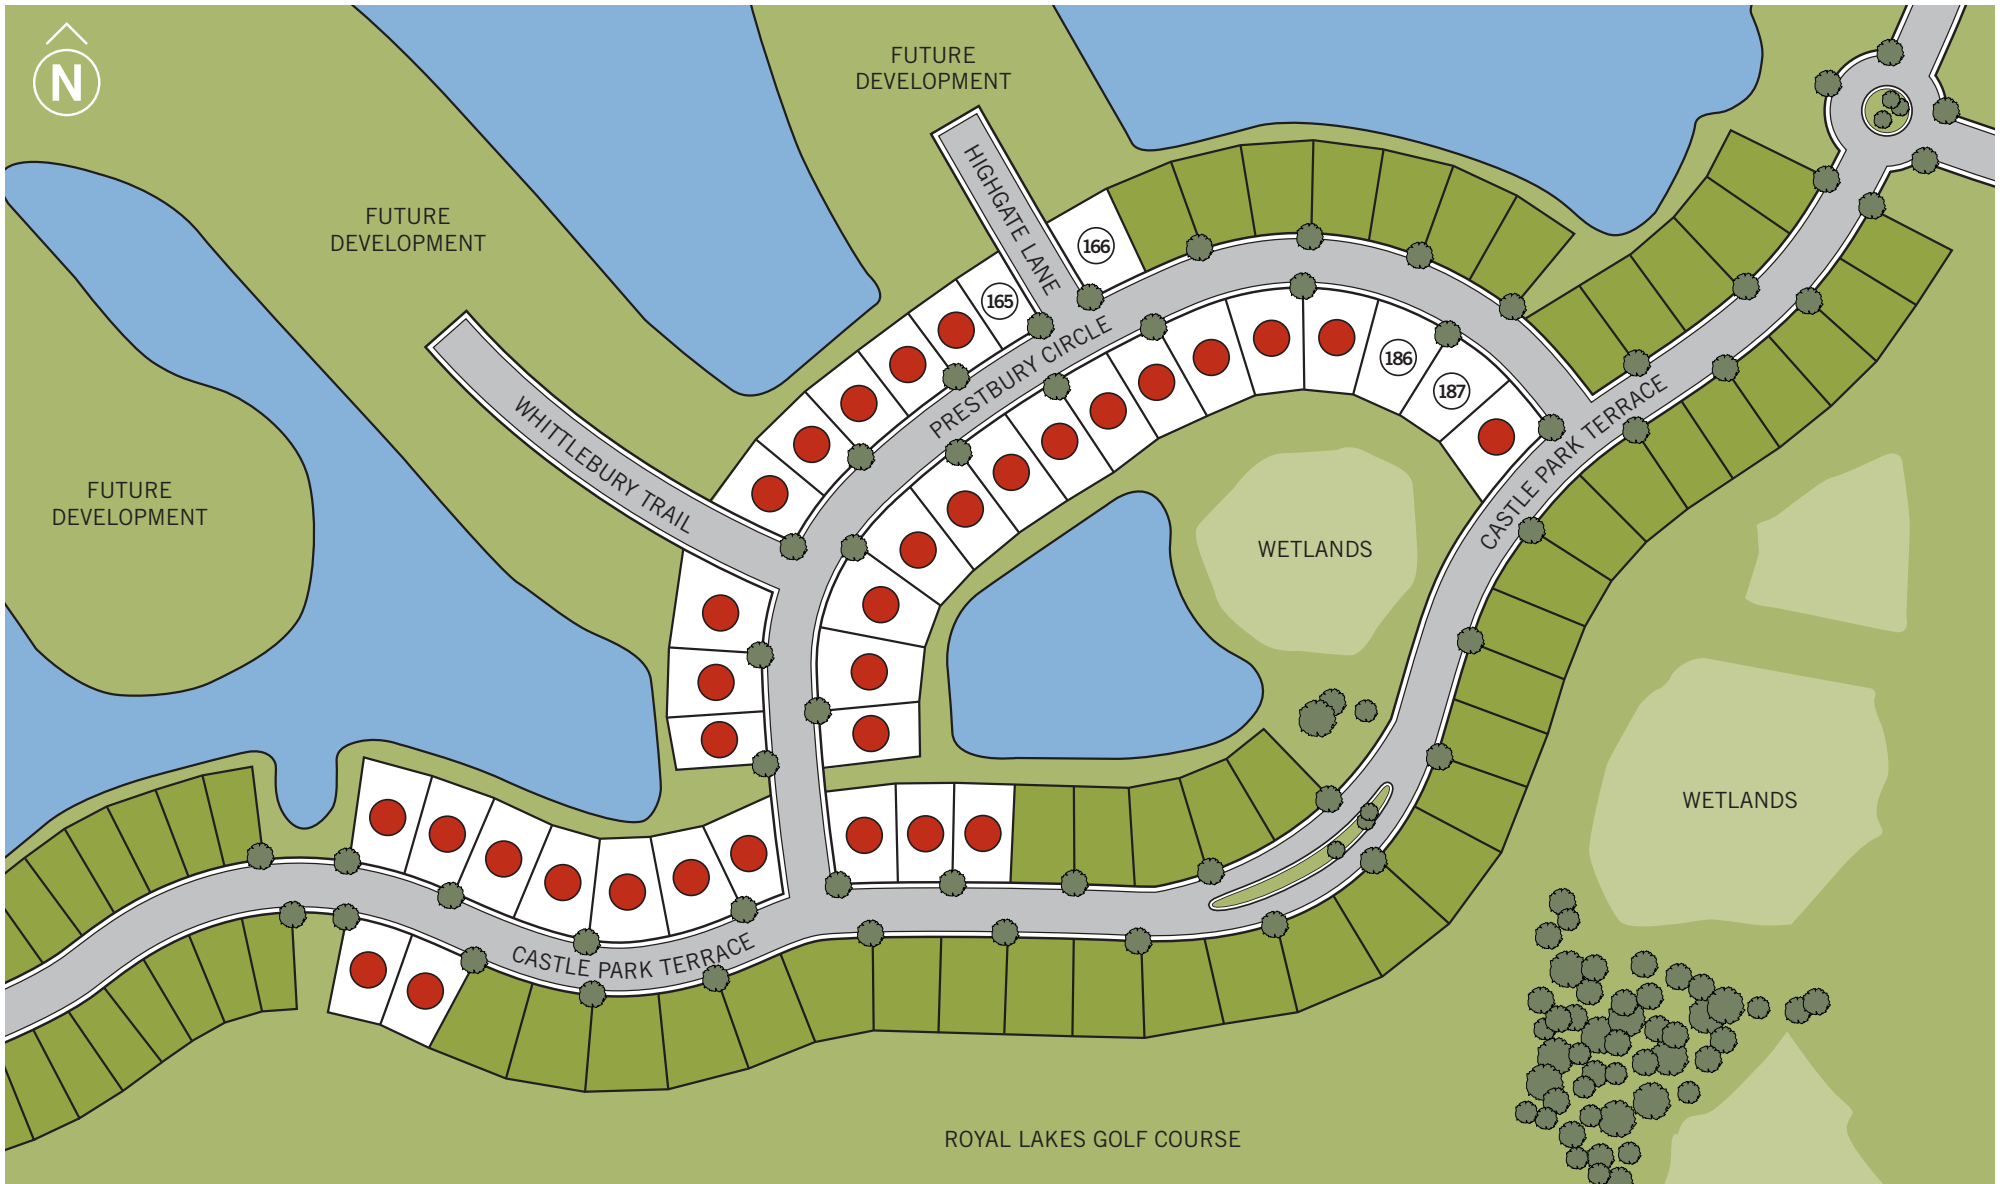 N
FUTURE
DEVELOPMENT
FUTURE
DEVELOPMENT
FUTURE
DEVELOPMENT
HIGHGATE LANE
166
165
PRESTBURY CIRCLE
WHITTLEBURY TRAIL
186
187
CASTLE PARK TERRACE
WETLANDS
WETLANDS
CASTLE PARK TERRACE
ROYAL LAKES GOLF COURSE